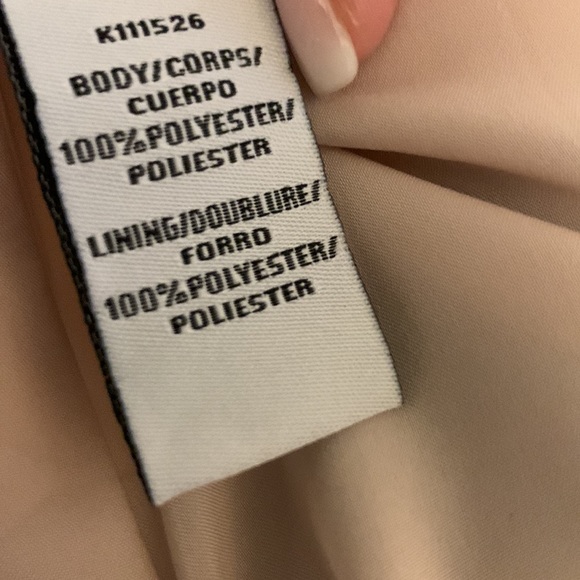 K111526
BODY/CORPS/
CUERPO
100%POLYESTER/
POLIESTER
LINING/DOUBLURE/
FORRO
100%POLYESTER/
POLIESTER